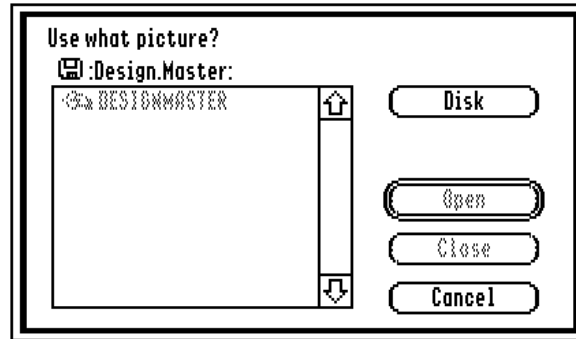 Use what picture?
:Design.Master:
DESIGNMASTER
Disk
Open
Close
Cancel